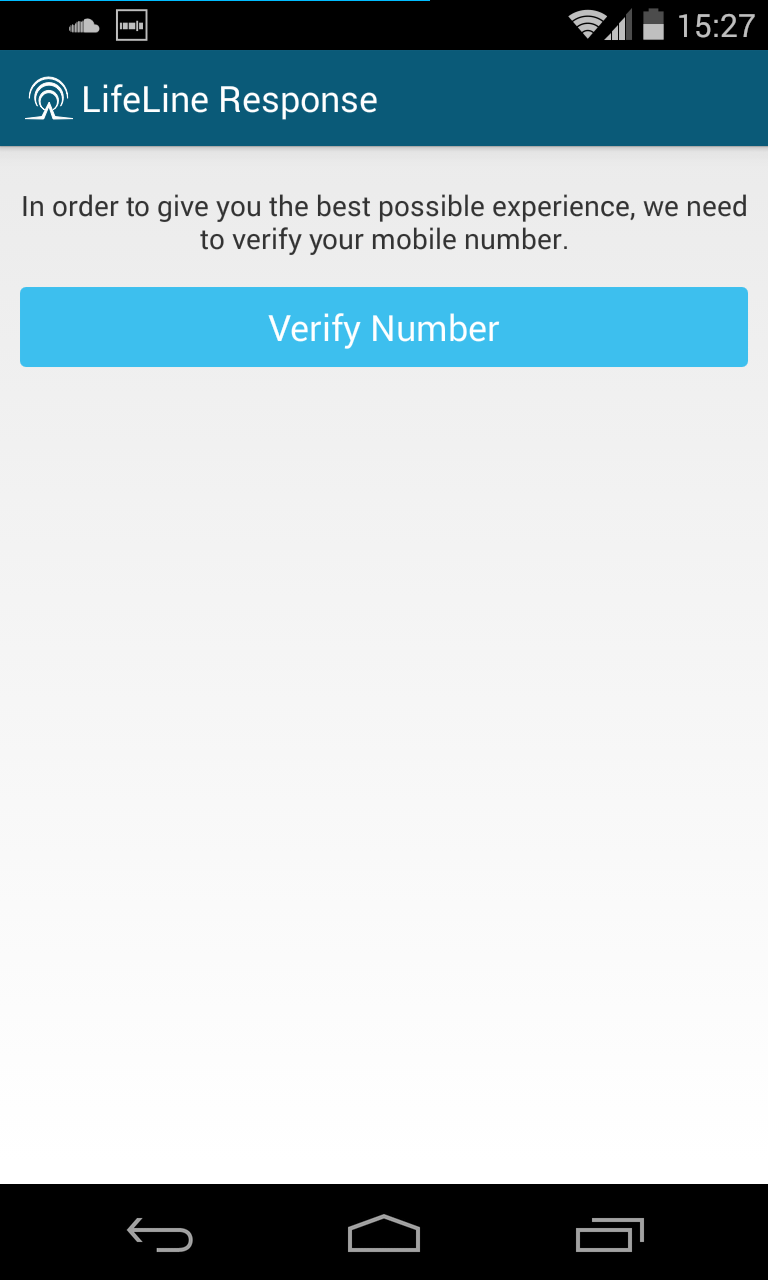 15:27
LifeLine Response
In order to give you the best possible experience, we need
to verify your mobile number.
Verify Number